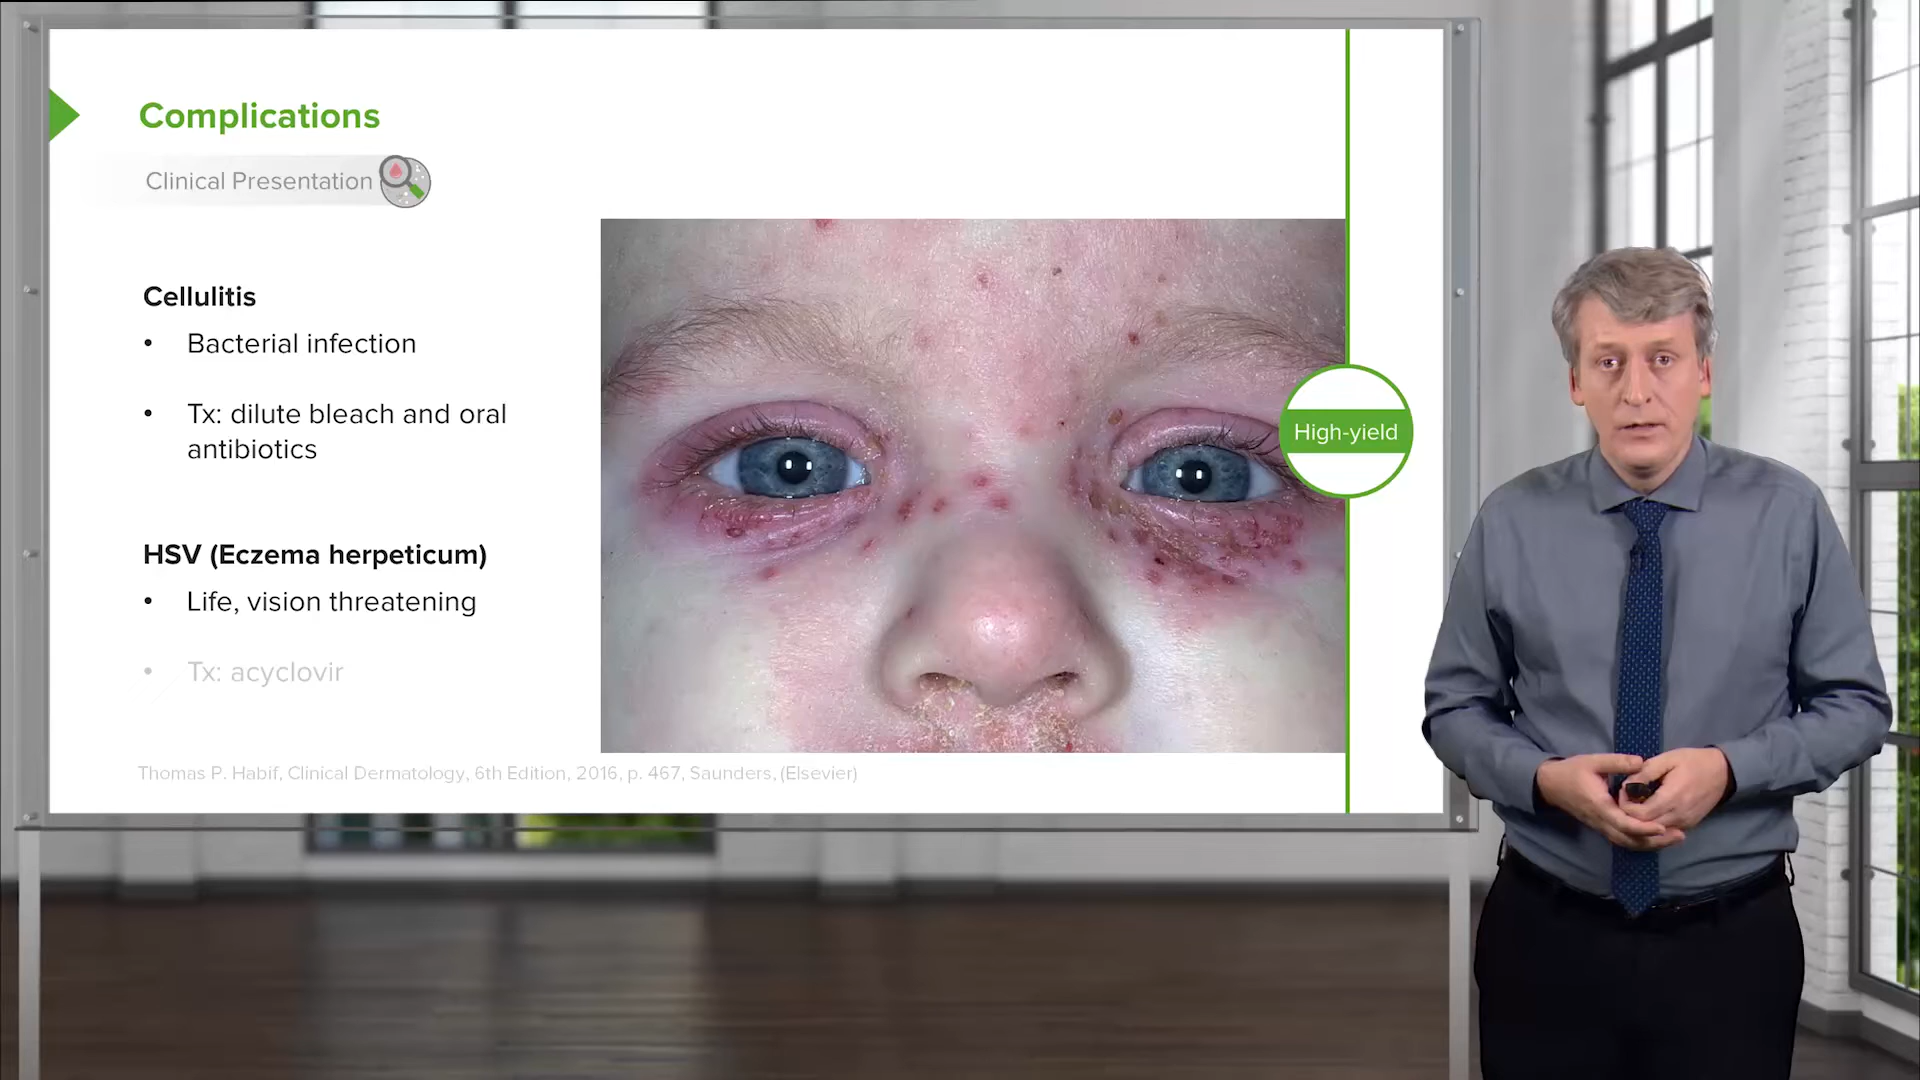 Complications
Clinical Presentation
Cellulitis
• Bacterial infection
• Tx: dilute bleach and oral
antibiotics
HSV (Eczema herpeticum)
• Life, vision threatening
• Tx: acyclovir
High-yield
Thomas P. Habif, Clinical Dermatology, 6th Edition, 2016, p. 467, Saunders, (Elsevier)